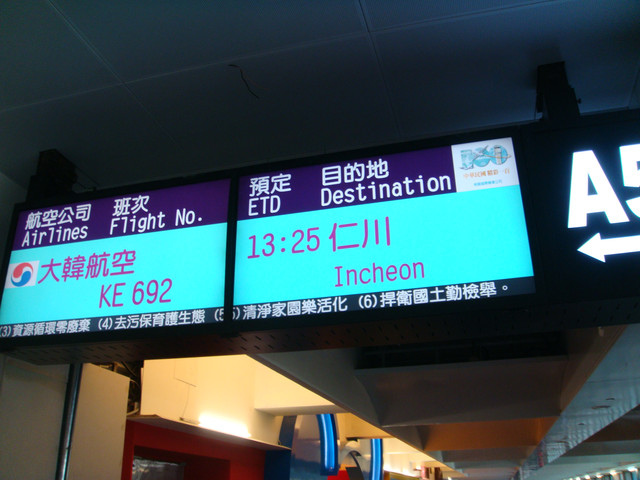 航空公司 班次
Airlines Flight No.
大韓航空
KE 692
預定 目的地
ETD Destination
13:25 仁川
Incheon
(3)資源循環零廢棄 (4)去污保育護生態 (5
5)清淨家園樂活化 (6)捍衛國土勤檢舉。
A5